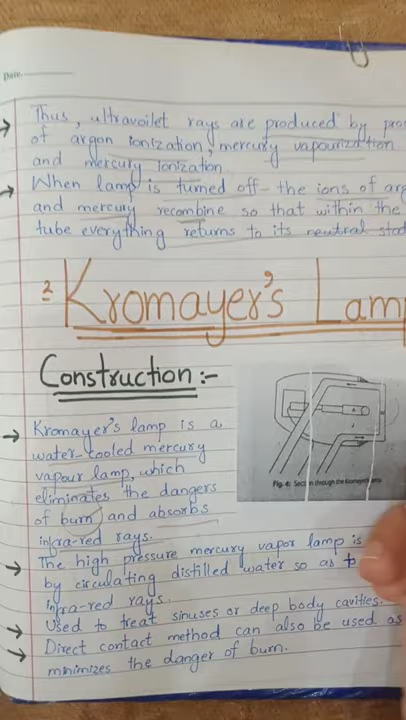 Date
Thus, ultravoilet rays are produced by
of argon ionization, mercury vapourization
and mercury ionization
When lamp is turned off- the ions of
and mercury recombine so that within the
tube everything returns to its neutral
2 Kromayer's Lam
Construction :-
Kromayer's lamp is a
water-cooled mercury
vapour lamp, which
eliminates the dangers
of burn and absorbs
infra-red rays.
Fig. 4: Section through the Kromayer lamp
The high pressure mercury vapor lamp is
by circulating distilled water so as to
infra-red rays.
Used to treat sinuses or deep body cavities.
Direct contact method can also be used as
minimizes the danger of burn.